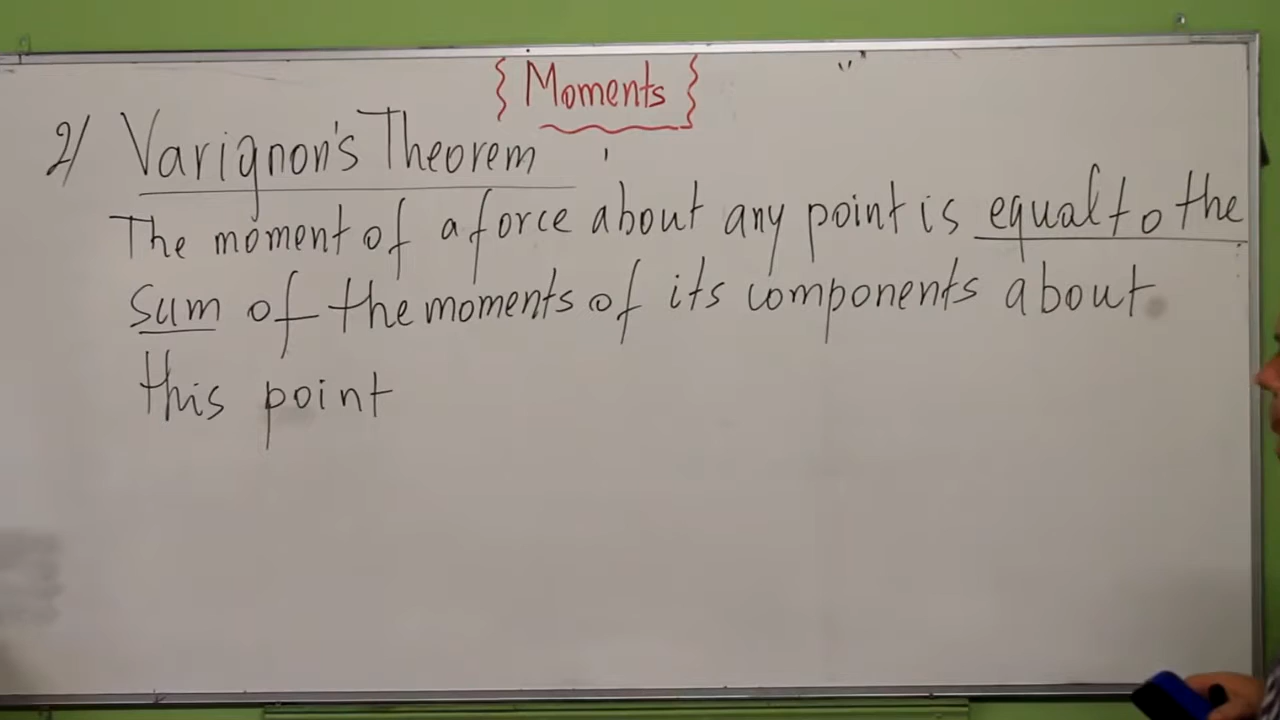 { Moments }
2/ Varignon's Theorem
The moment of a force about any point is equal to the
sum of the moments of its components about
this point